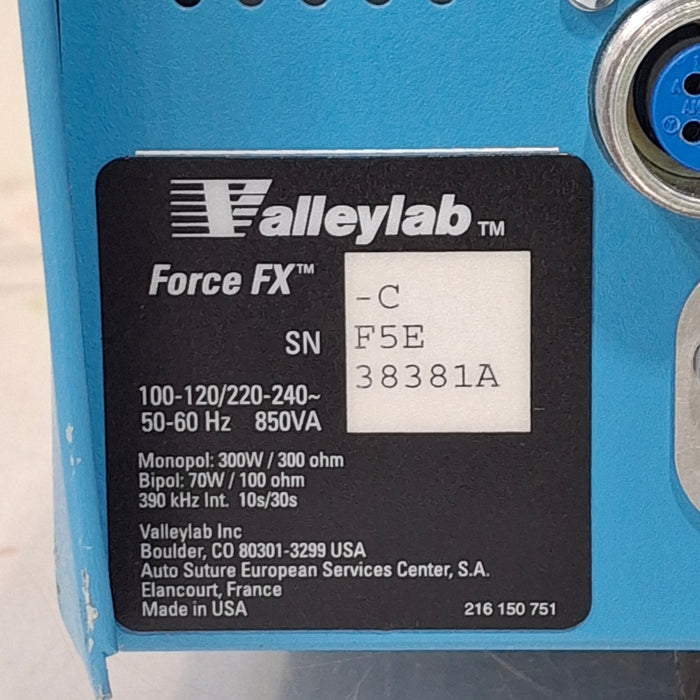 Valleylab™
Force FX™ -C
SN F5E
38381A
100-120/220-240~
50-60 Hz 850VA
Monopol: 300W / 300 ohm
Bipol: 70W / 100 ohm
390 kHz Int. 10s/30s
Valleylab Inc
Boulder, CO 80301-3299 USA
Auto Suture European Services Center, S.A.
Elancourt, France
Made in USA 216 150 751